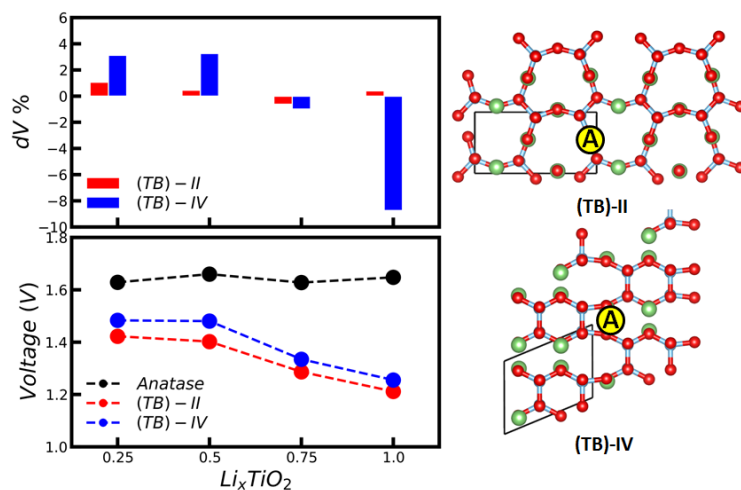 6
4
2
0
−2
−4
−6
−8
−10
dV %
(TB) − II
(TB) − IV
1.8
1.6
1.4
1.2
1.0
Voltage (V)
Anatase
(TB) − II
(TB) − IV
0.25 0.5 0.75 1.0
LiₓTiO₂
A
(TB)-II
A
(TB)-IV